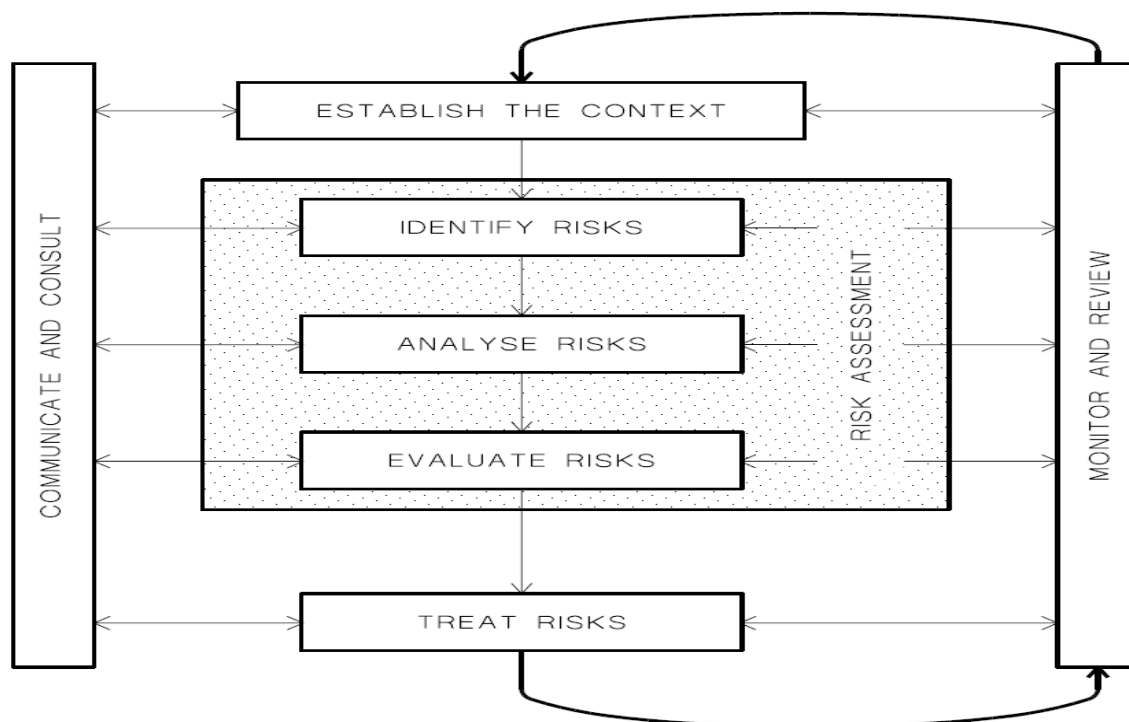 ESTABLISH THE CONTEXT
COMMUNICATE AND CONSULT
IDENTIFY RISKS
ANALYSE RISKS
EVALUATE RISKS
RISK ASSESSMENT
MONITOR AND REVIEW
TREAT RISKS